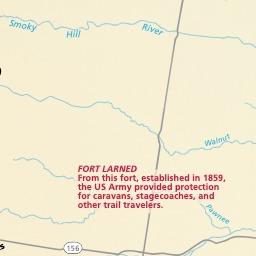 Smoky Hill River
Walnut
FORT LARNED
From this fort, established in 1859,
the US Army provided protection
for caravans, stagecoaches, and
other trail travelers.
Pawnee
156